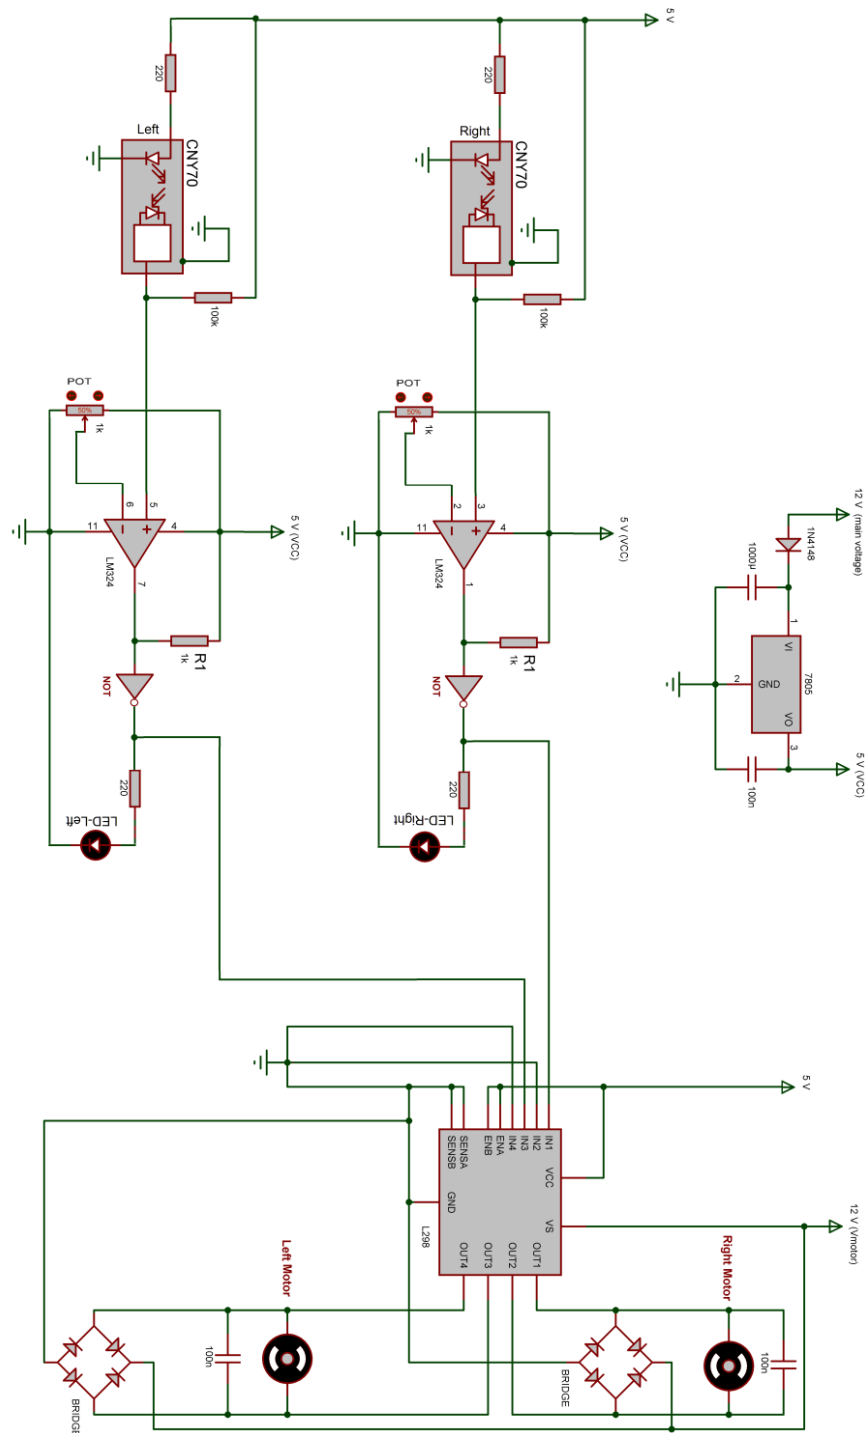 5 V
220
220
Left
CNY70
Right
CNY70
100k
100k
POT
50%
1k
POT
50%
1k
12 V (main voltage)
6
5
11
4
7
LM324
5 V (VCC)
2
3
11
4
1
LM324
5 V (VCC)
1N4148
1000µ
1
VI
2
GND
7805
VO
3
100n
5 V (VCC)
R1
1k
NOT
R1
1k
NOT
220
LED-Left
220
LED-Right
5 V
SENSB
SENSA
ENB
ENA
IN4
IN3
IN2
IN1
VCC
GND
VS
L298
OUT4
OUT3
OUT2
OUT1
12 V (Vmotor)
Left Motor
Right Motor
100n
100n
BRIDGE
BRIDGE